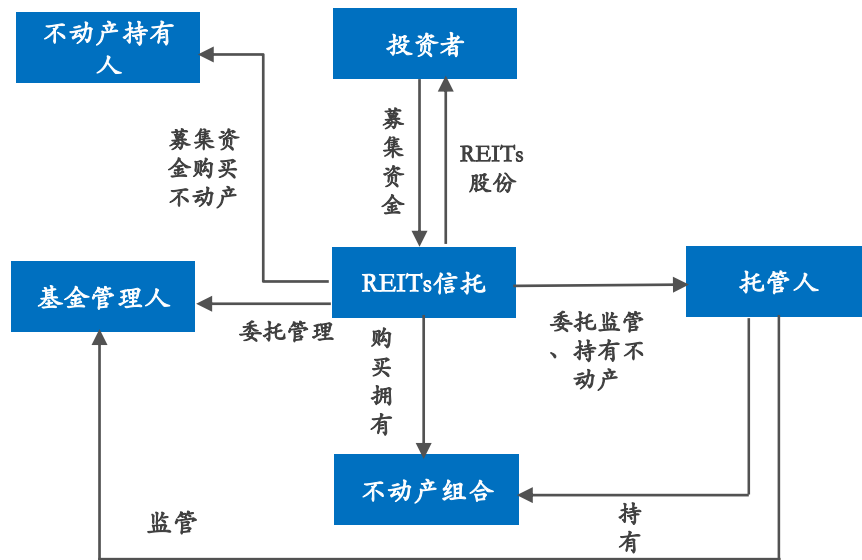 不动产持有
人
投资者
募集资
金购买
不动产
募
集
资
金
REITs
股份
基金管理人
REITs信托
托管人
委托管理
购
买
拥
有
委托监管
、持有不
动产
不动产组合
监管
持
有